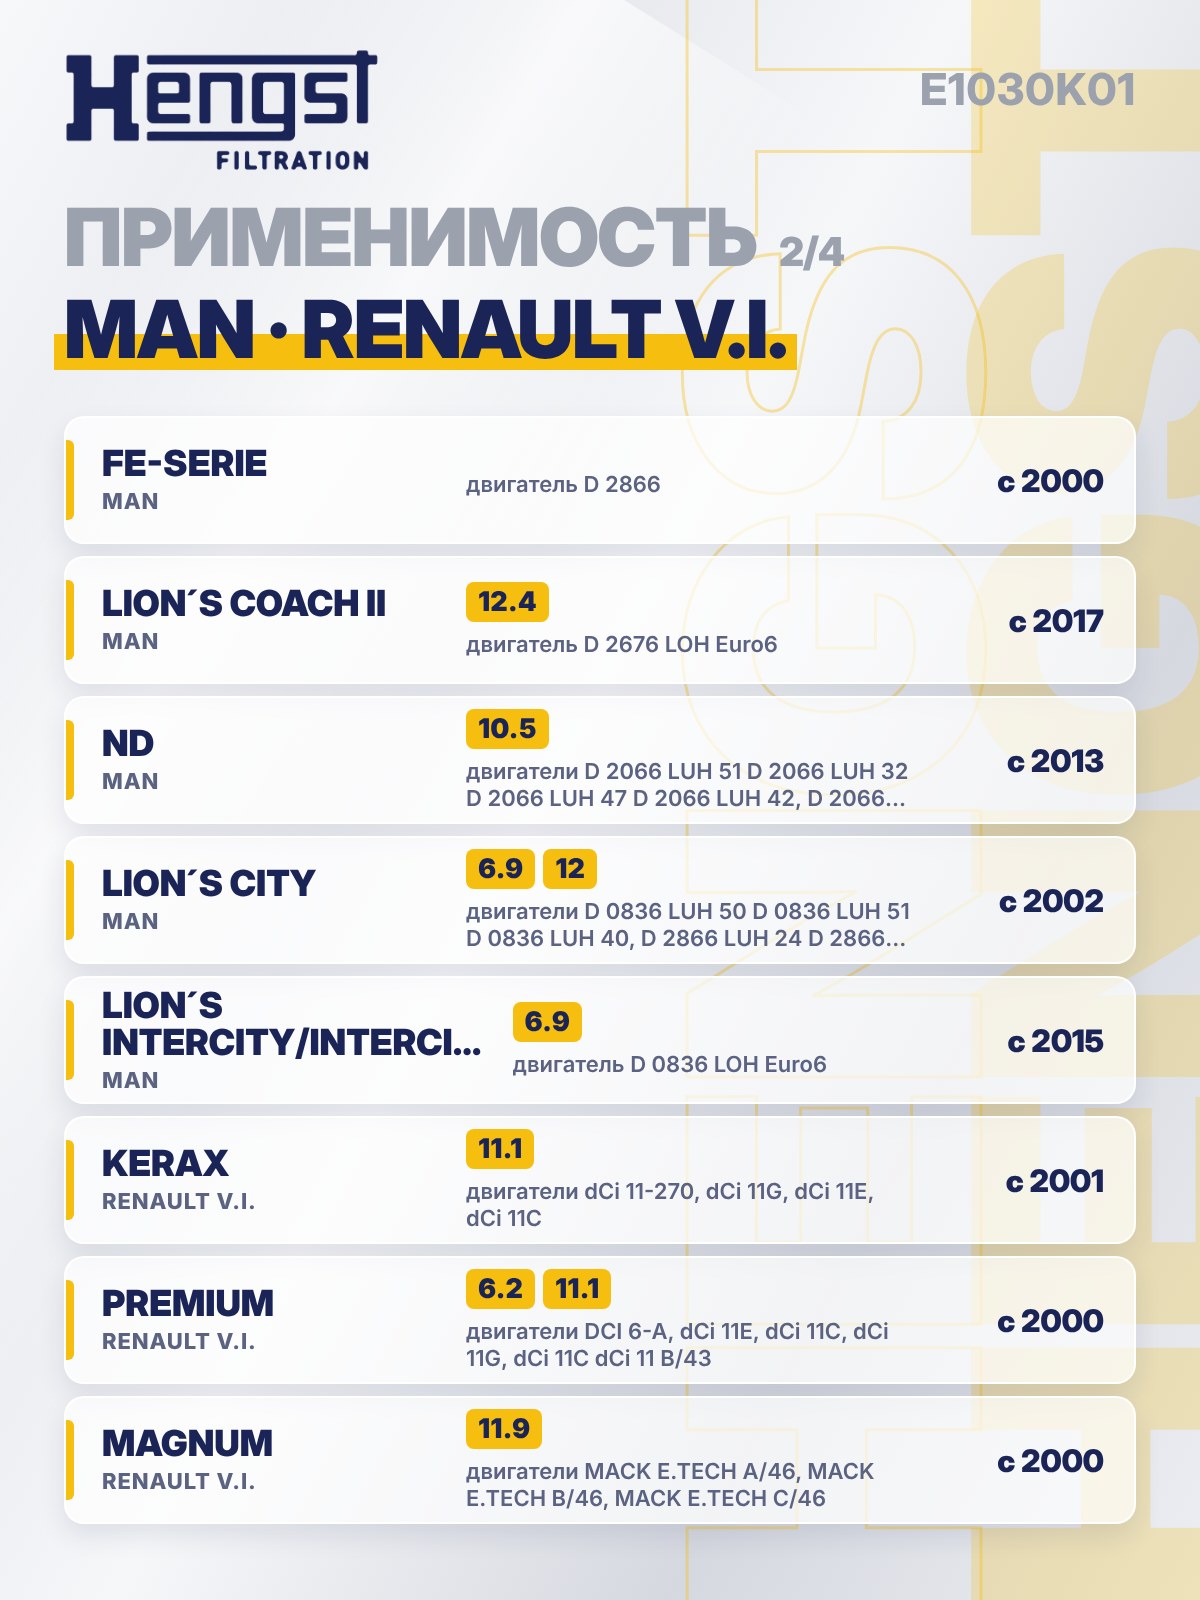 Hengst
FILTRATION
E1030K01
ПРИМЕНИМОСТЬ 2/4
MAN · RENAULT V.I.
FE-SERIE
MAN
двигатель D 2866
с 2000
LION´S COACH II
MAN
12.4
двигатель D 2676 LOH Euro6
с 2017
ND
MAN
10.5
двигатели D 2066 LUH 51 D 2066 LUH 32
D 2066 LUH 47 D 2066 LUH 42, D 2066...
с 2013
LION´S CITY
MAN
6.9 12
двигатели D 0836 LUH 50 D 0836 LUH 51
D 0836 LUH 40, D 2866 LUH 24 D 2866...
с 2002
LION´S
INTERCITY/INTERCI...
MAN
6.9
двигатель D 0836 LOH Euro6
с 2015
KERAX
RENAULT V.I.
11.1
двигатели dCi 11-270, dCi 11G, dCi 11E,
dCi 11C
с 2001
PREMIUM
RENAULT V.I.
6.2 11.1
двигатели DCI 6-A, dCi 11E, dCi 11C, dCi
11G, dCi 11C dCi 11 B/43
с 2000
MAGNUM
RENAULT V.I.
11.9
двигатели MACK E.TECH A/46, MACK
E.TECH B/46, MACK E.TECH C/46
с 2000
HENGST
HENGST